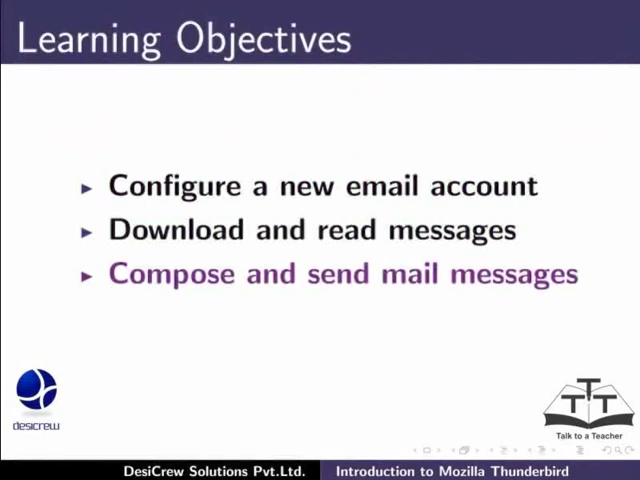 Learning Objectives
Configure a new email account
Download and read messages
Compose and send mail messages
desicrew
TTT
Talk to a Teacher
DesiCrew Solutions Pvt.Ltd. Introduction to Mozilla Thunderbird